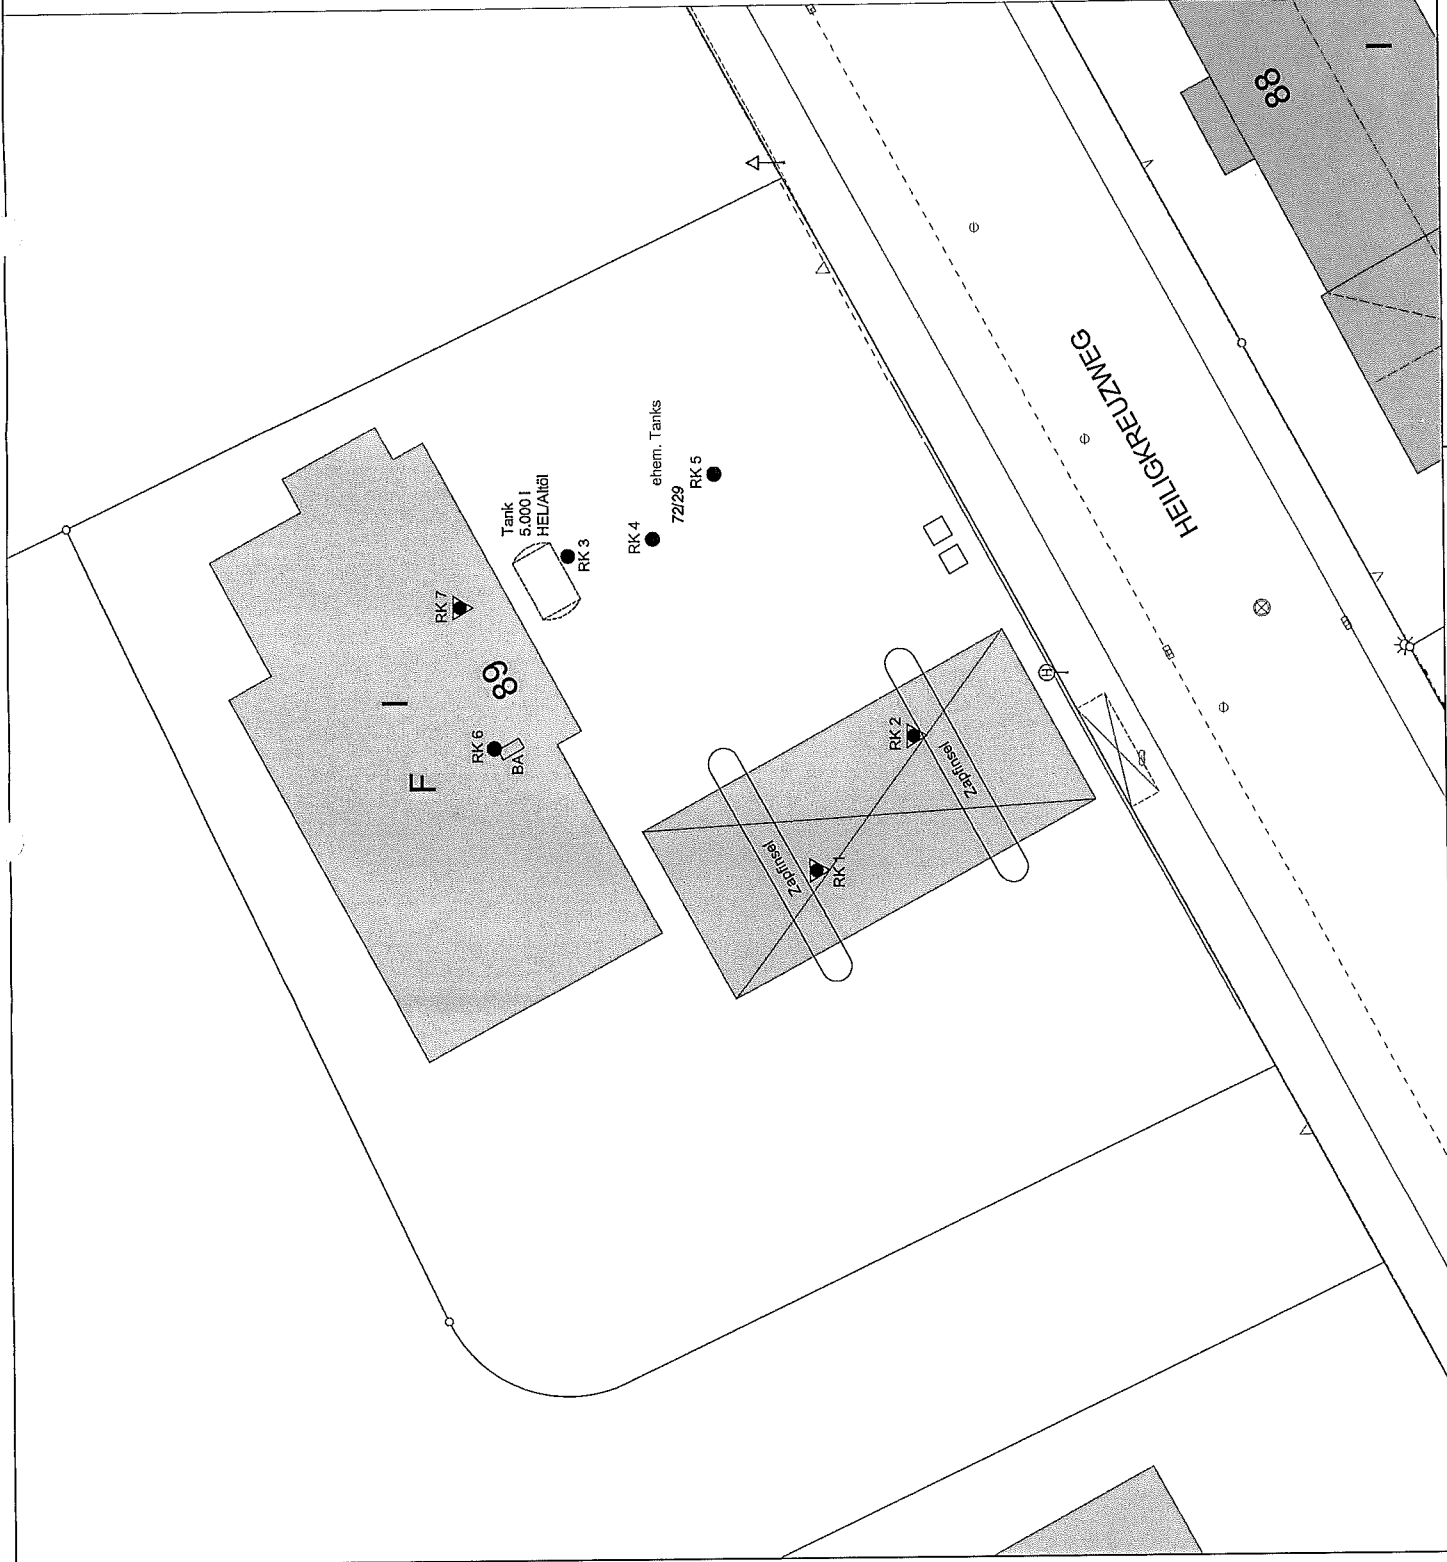 88
I
HEILIGKREUZWEG
Tank
5.000 l
HEL/Altöl
RK 3
ehem. Tanks
RK 4
72/29
RK 5
RK 7
89
I
F
RK 6
BA
RK 2
Zapfinsel
Zapfinsel
RK 1
H